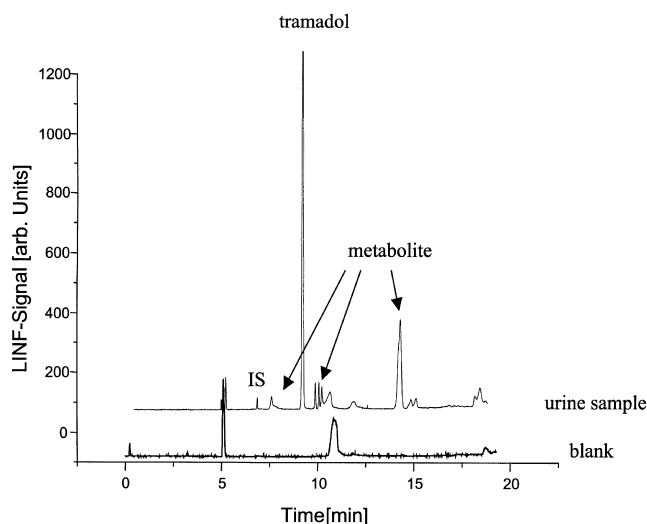 tramadol
1200
1000
800
600
400
200
0
LINF-Signal [arb. Units]
metabolite
IS
urine sample
blank
0 5 10 15 20
Time[min]